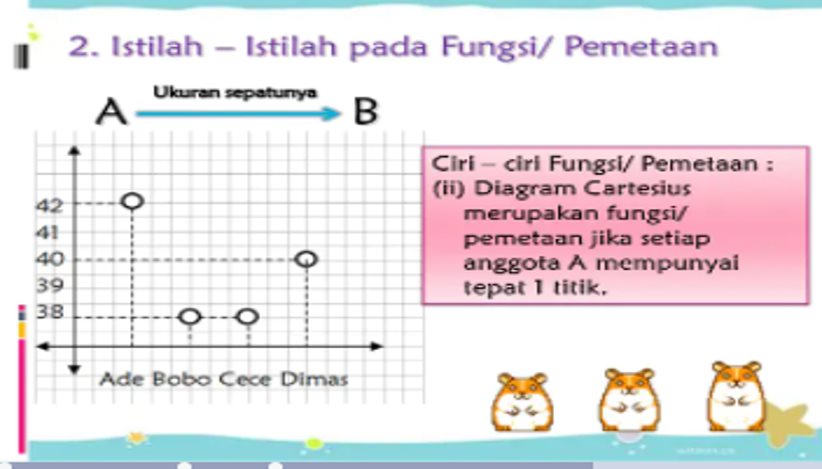 2. Istilah – Istilah pada Fungsi/ Pemetaan
Ukuran sepatunya
A B
42
41
40
39
38
Ade Bobo Cece Dimas
Ciri – ciri Fungsi/ Pemetaan :
(ii) Diagram Cartesius
merupakan fungsi/
pemetaan jika setiap
anggota A mempunyai
tepat 1 titik.